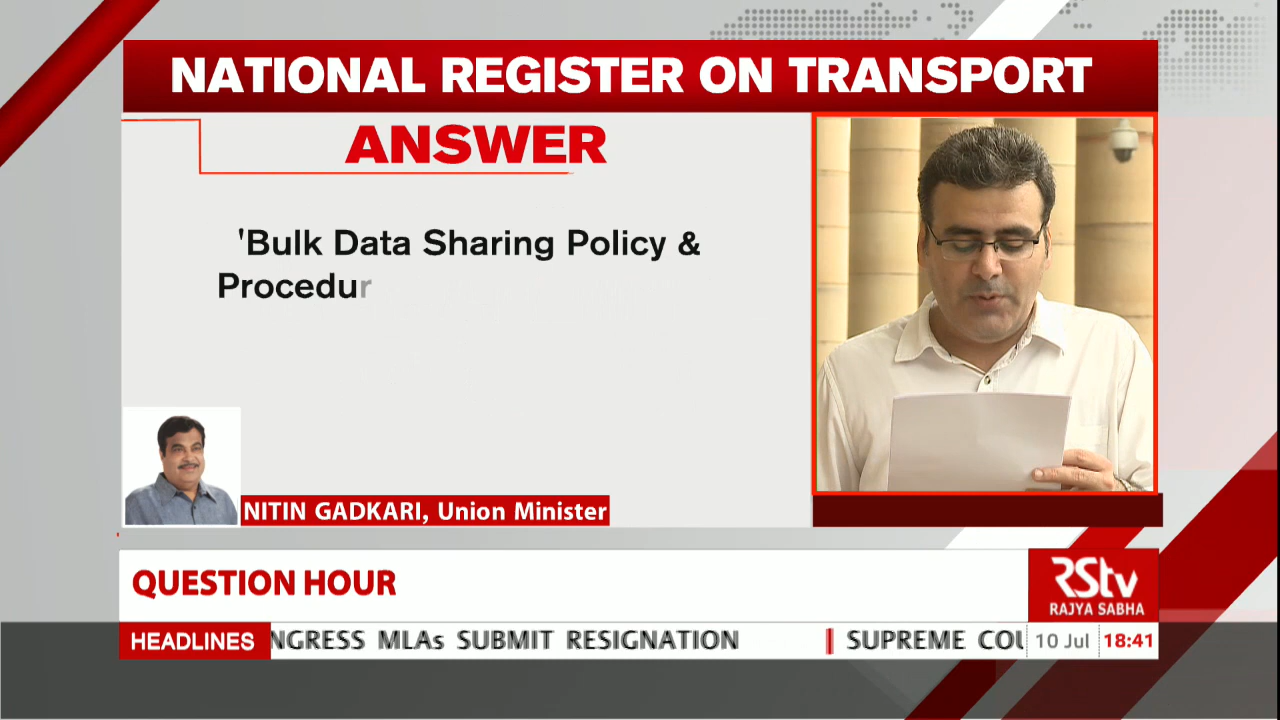 NATIONAL REGISTER ON TRANSPORT
ANSWER
'Bulk Data Sharing Policy &
Procedur
NITIN GADKARI, Union Minister
QUESTION HOUR
RStv
RAJYA SABHA
HEADLINES NGRESS MLAs SUBMIT RESIGNATION | SUPREME COU 10 Jul 18:41